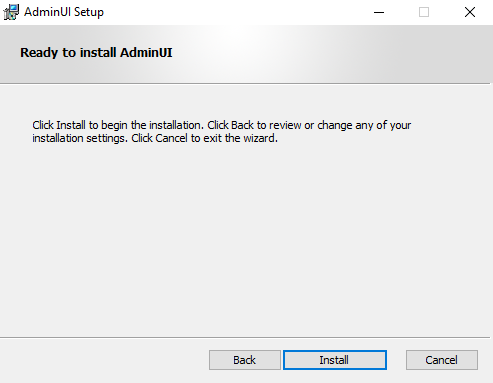 AdminUI Setup
Ready to install AdminUI
Click Install to begin the installation. Click Back to review or change any of your
installation settings. Click Cancel to exit the wizard.
Back
Install
Cancel